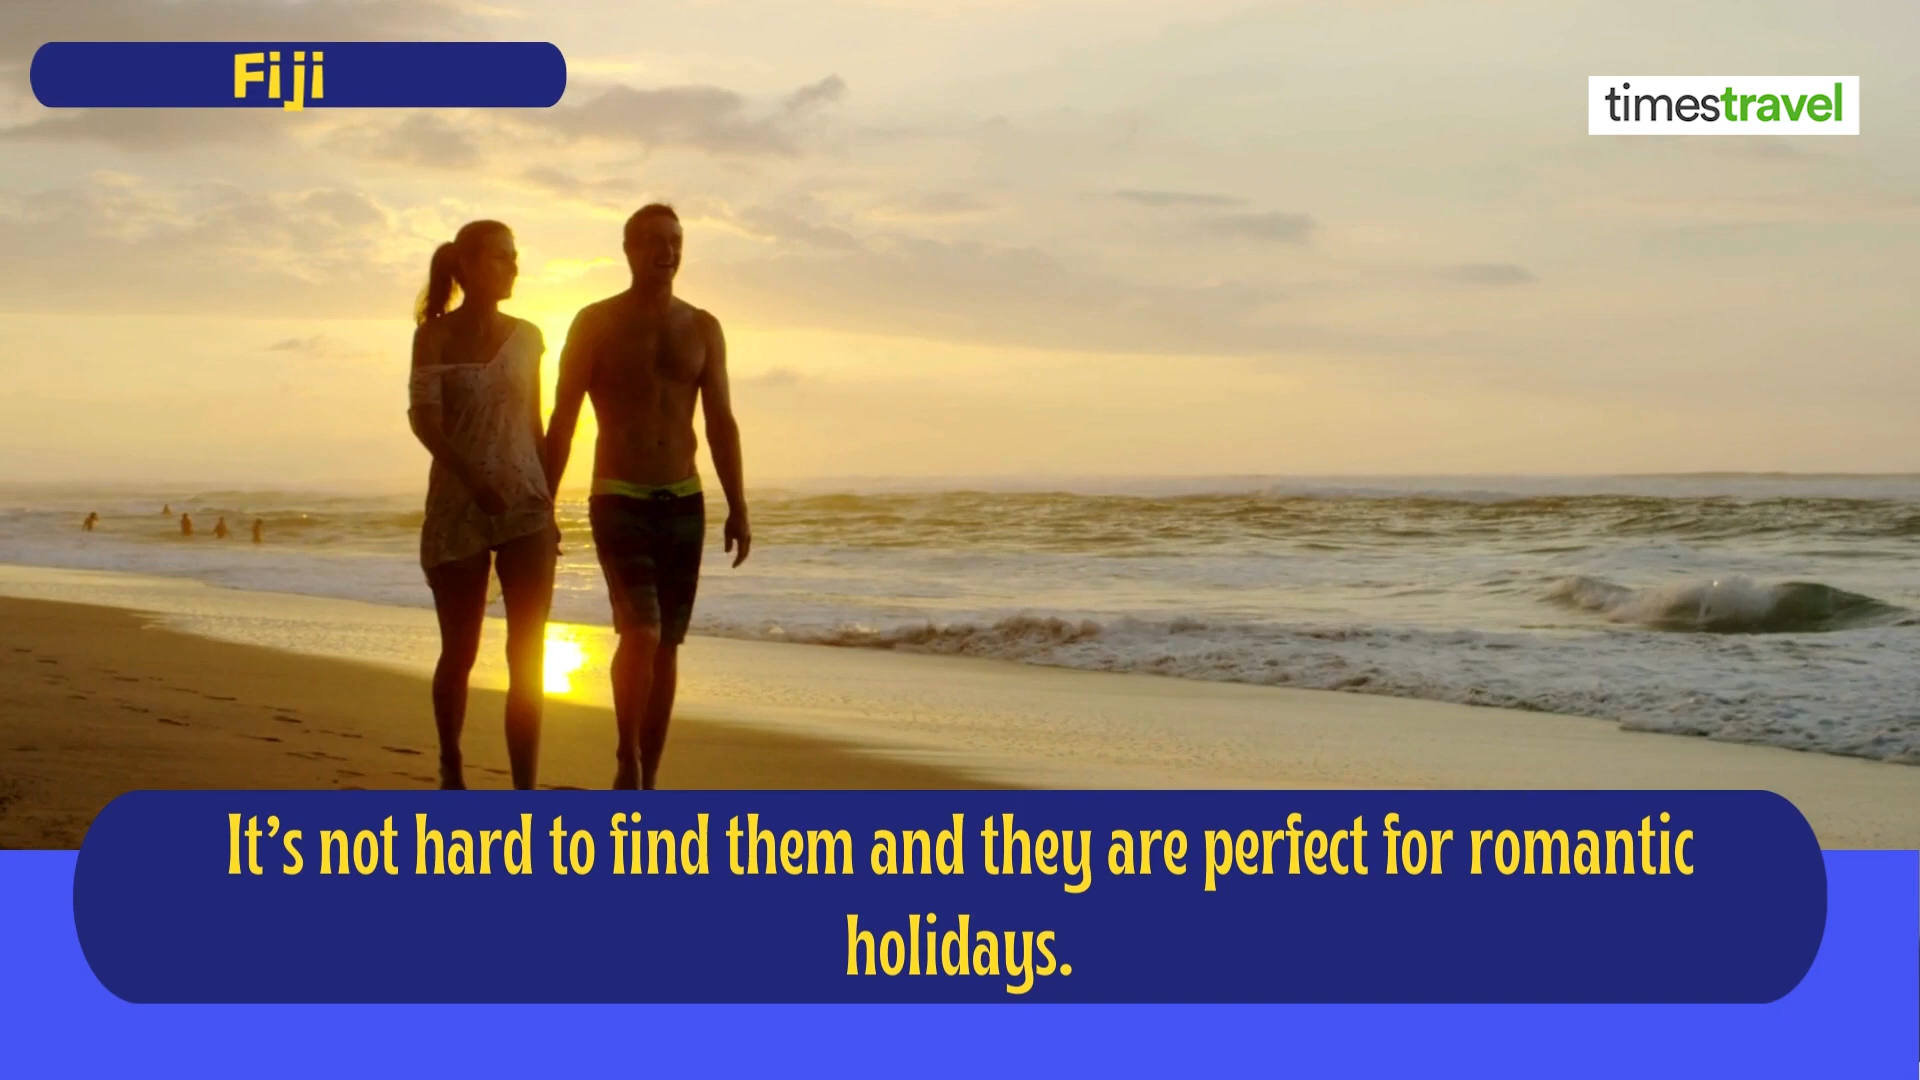 Fiji
timestravel
It's not hard to find them and they are perfect for romantic
holidays.